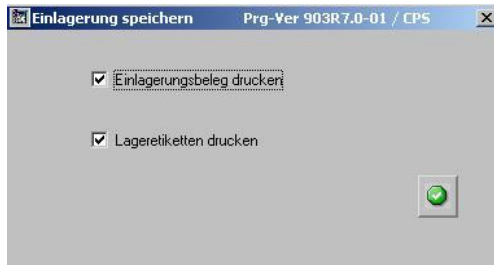 Einlagerung speichern Prg-Ver 903R7.0-01 / CPS
Einlagerungsbeleg drucken
Lageretiketten drucken